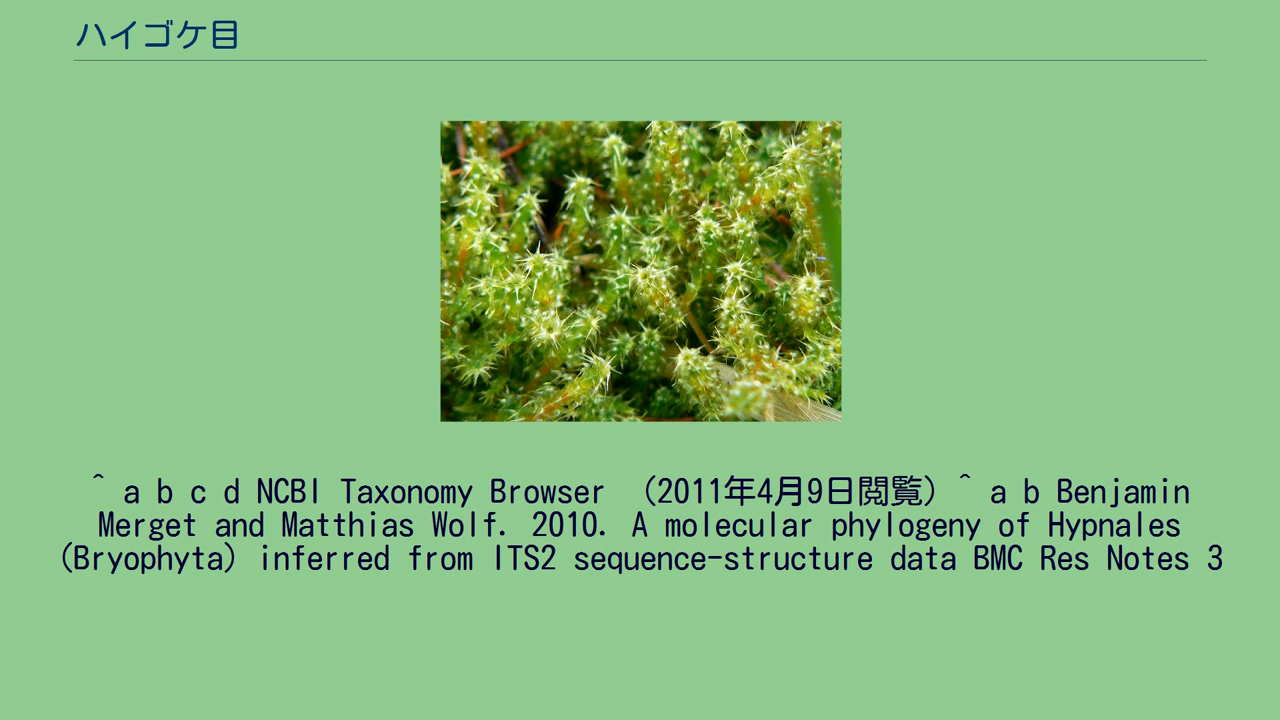 ハイゴケ目
^ a b c d NCBI Taxonomy Browser （2011年4月9日閲覧）^ a b Benjamin
Merget and Matthias Wolf. 2010. A molecular phylogeny of Hypnales
(Bryophyta) inferred from ITS2 sequence-structure data BMC Res Notes 3